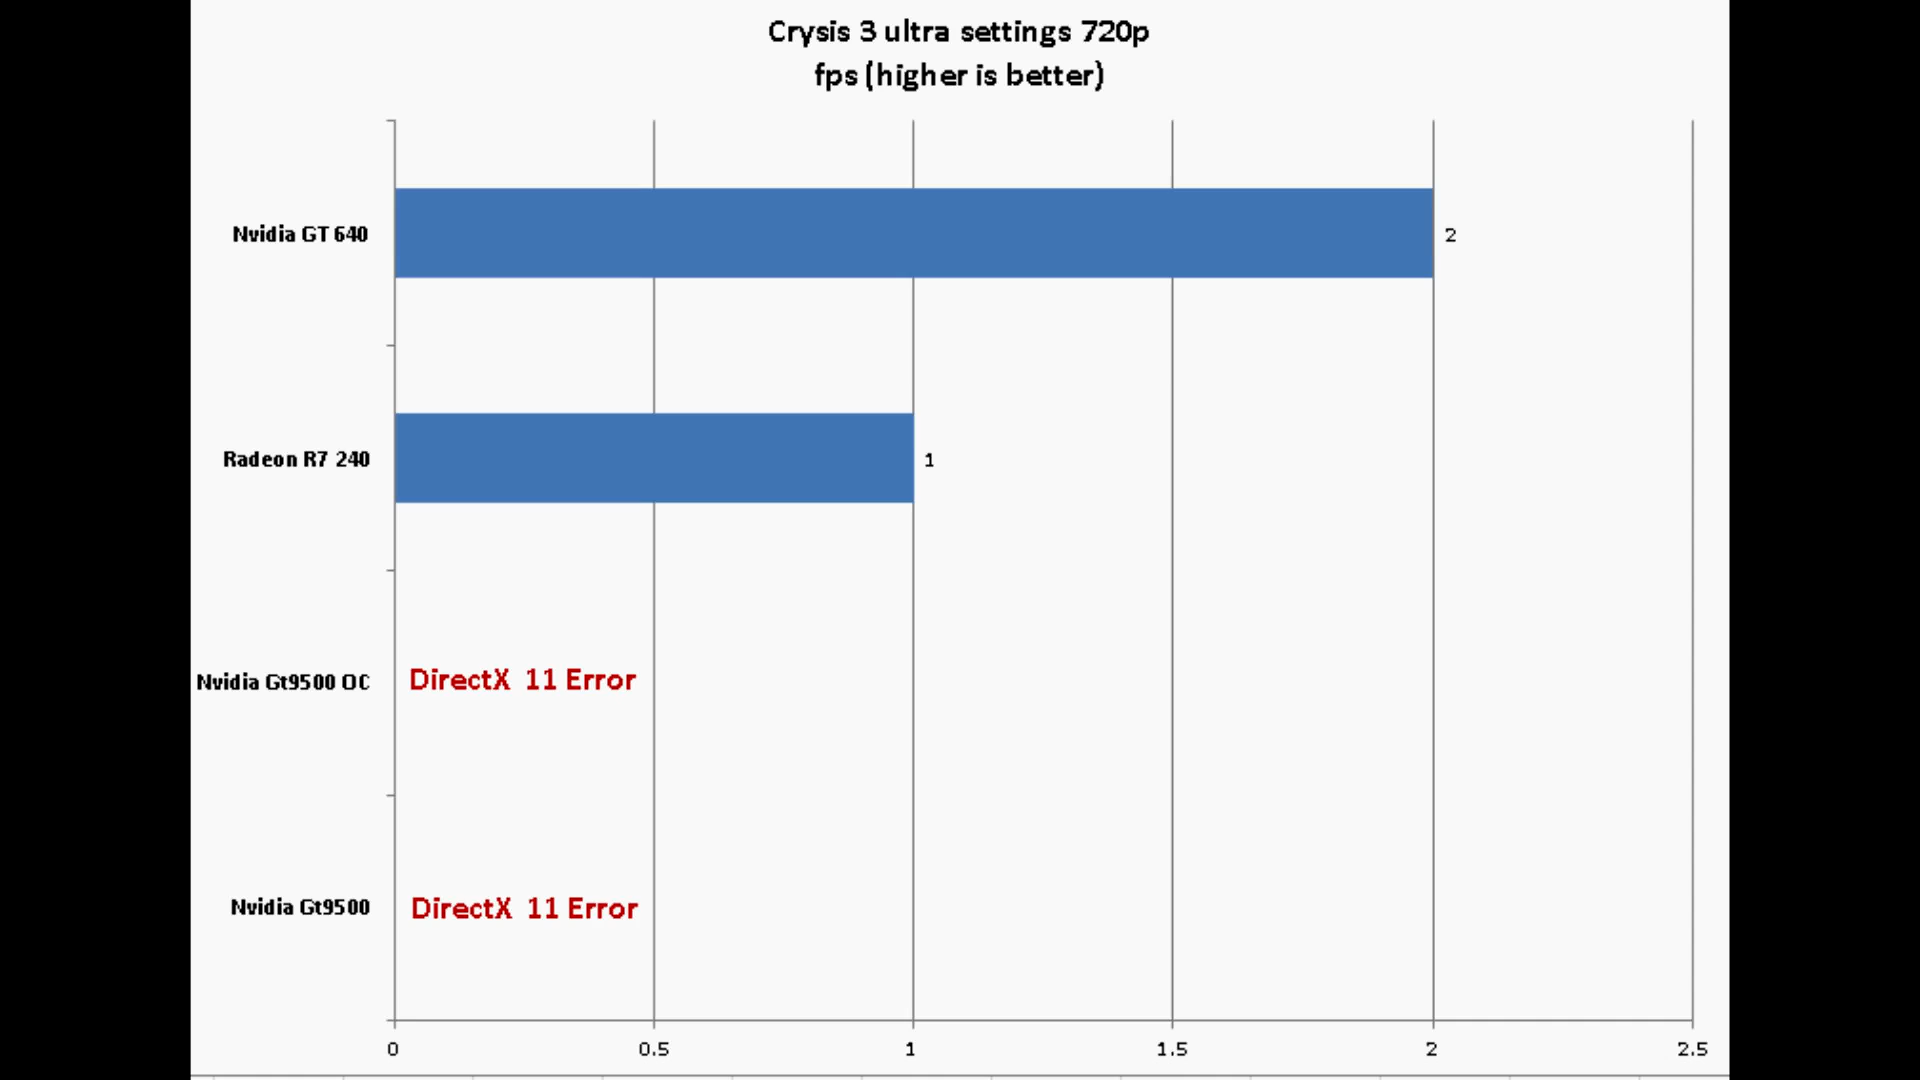 Crysis 3 ultra settings 720p
fps (higher is better)
Nvidia GT 640
2
Radeon R7 240
1
Nvidia Gt9500 OC
DirectX 11 Error
Nvidia Gt9500
DirectX 11 Error
0 0.5 1 1.5 2 2.5